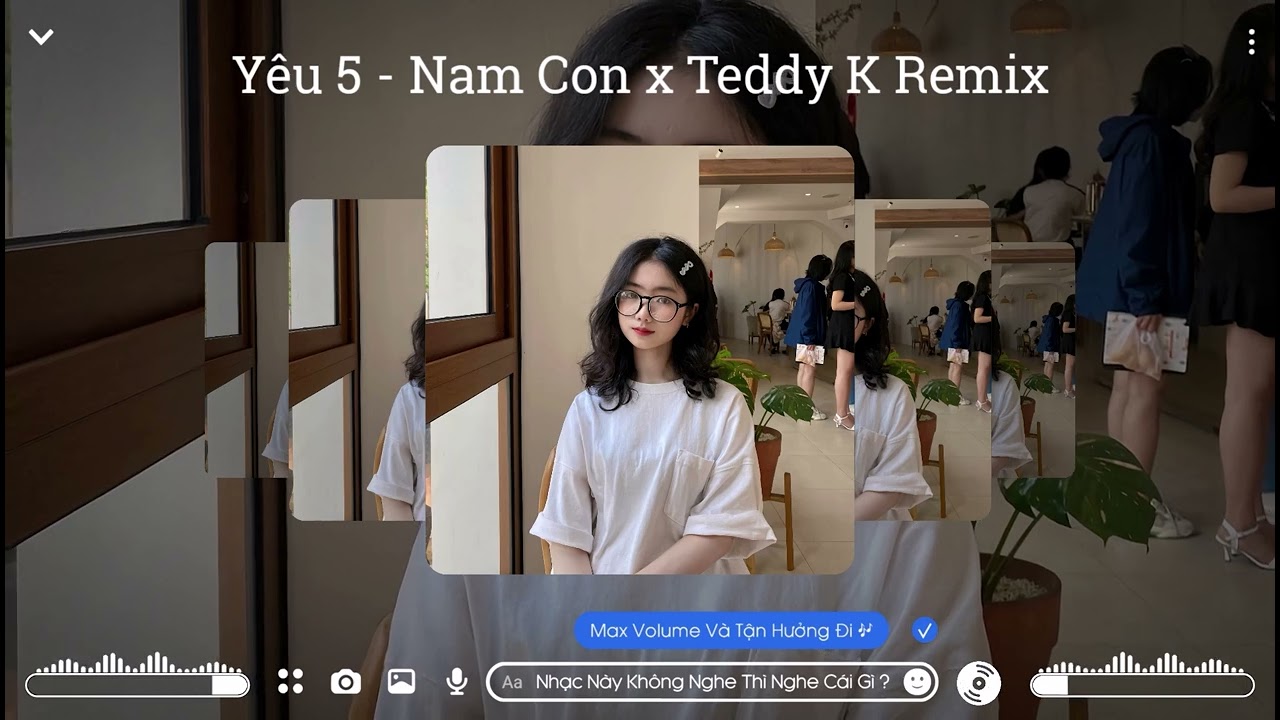 Yêu 5 - Nam Con x Teddy K Remix
Max Volume Và Tận Hưởng Đi 🎶
Aa Nhạc Này Không Nghe Thì Nghe Cái Gì ?